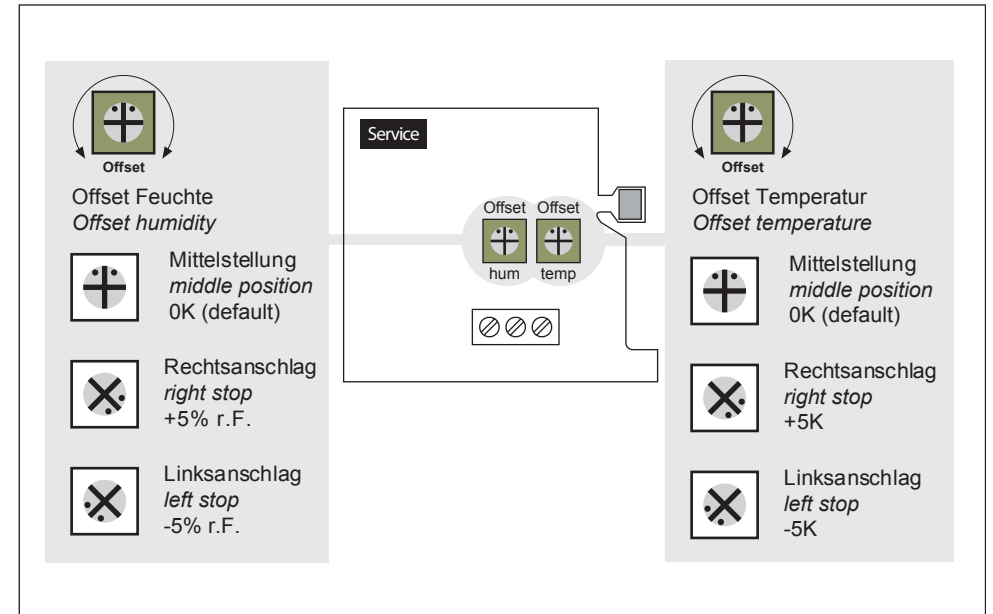 Offset
Offset Feuchte
Offset humidity
Mittelstellung
middle position
0K (default)
Rechtsanschlag
right stop
+5% r.F.
Linksanschlag
left stop
-5% r.F.
Service
Offset Offset
hum temp
Offset
Offset Temperatur
Offset temperature
Mittelstellung
middle position
0K (default)
Rechtsanschlag
right stop
+5K
Linksanschlag
left stop
-5K